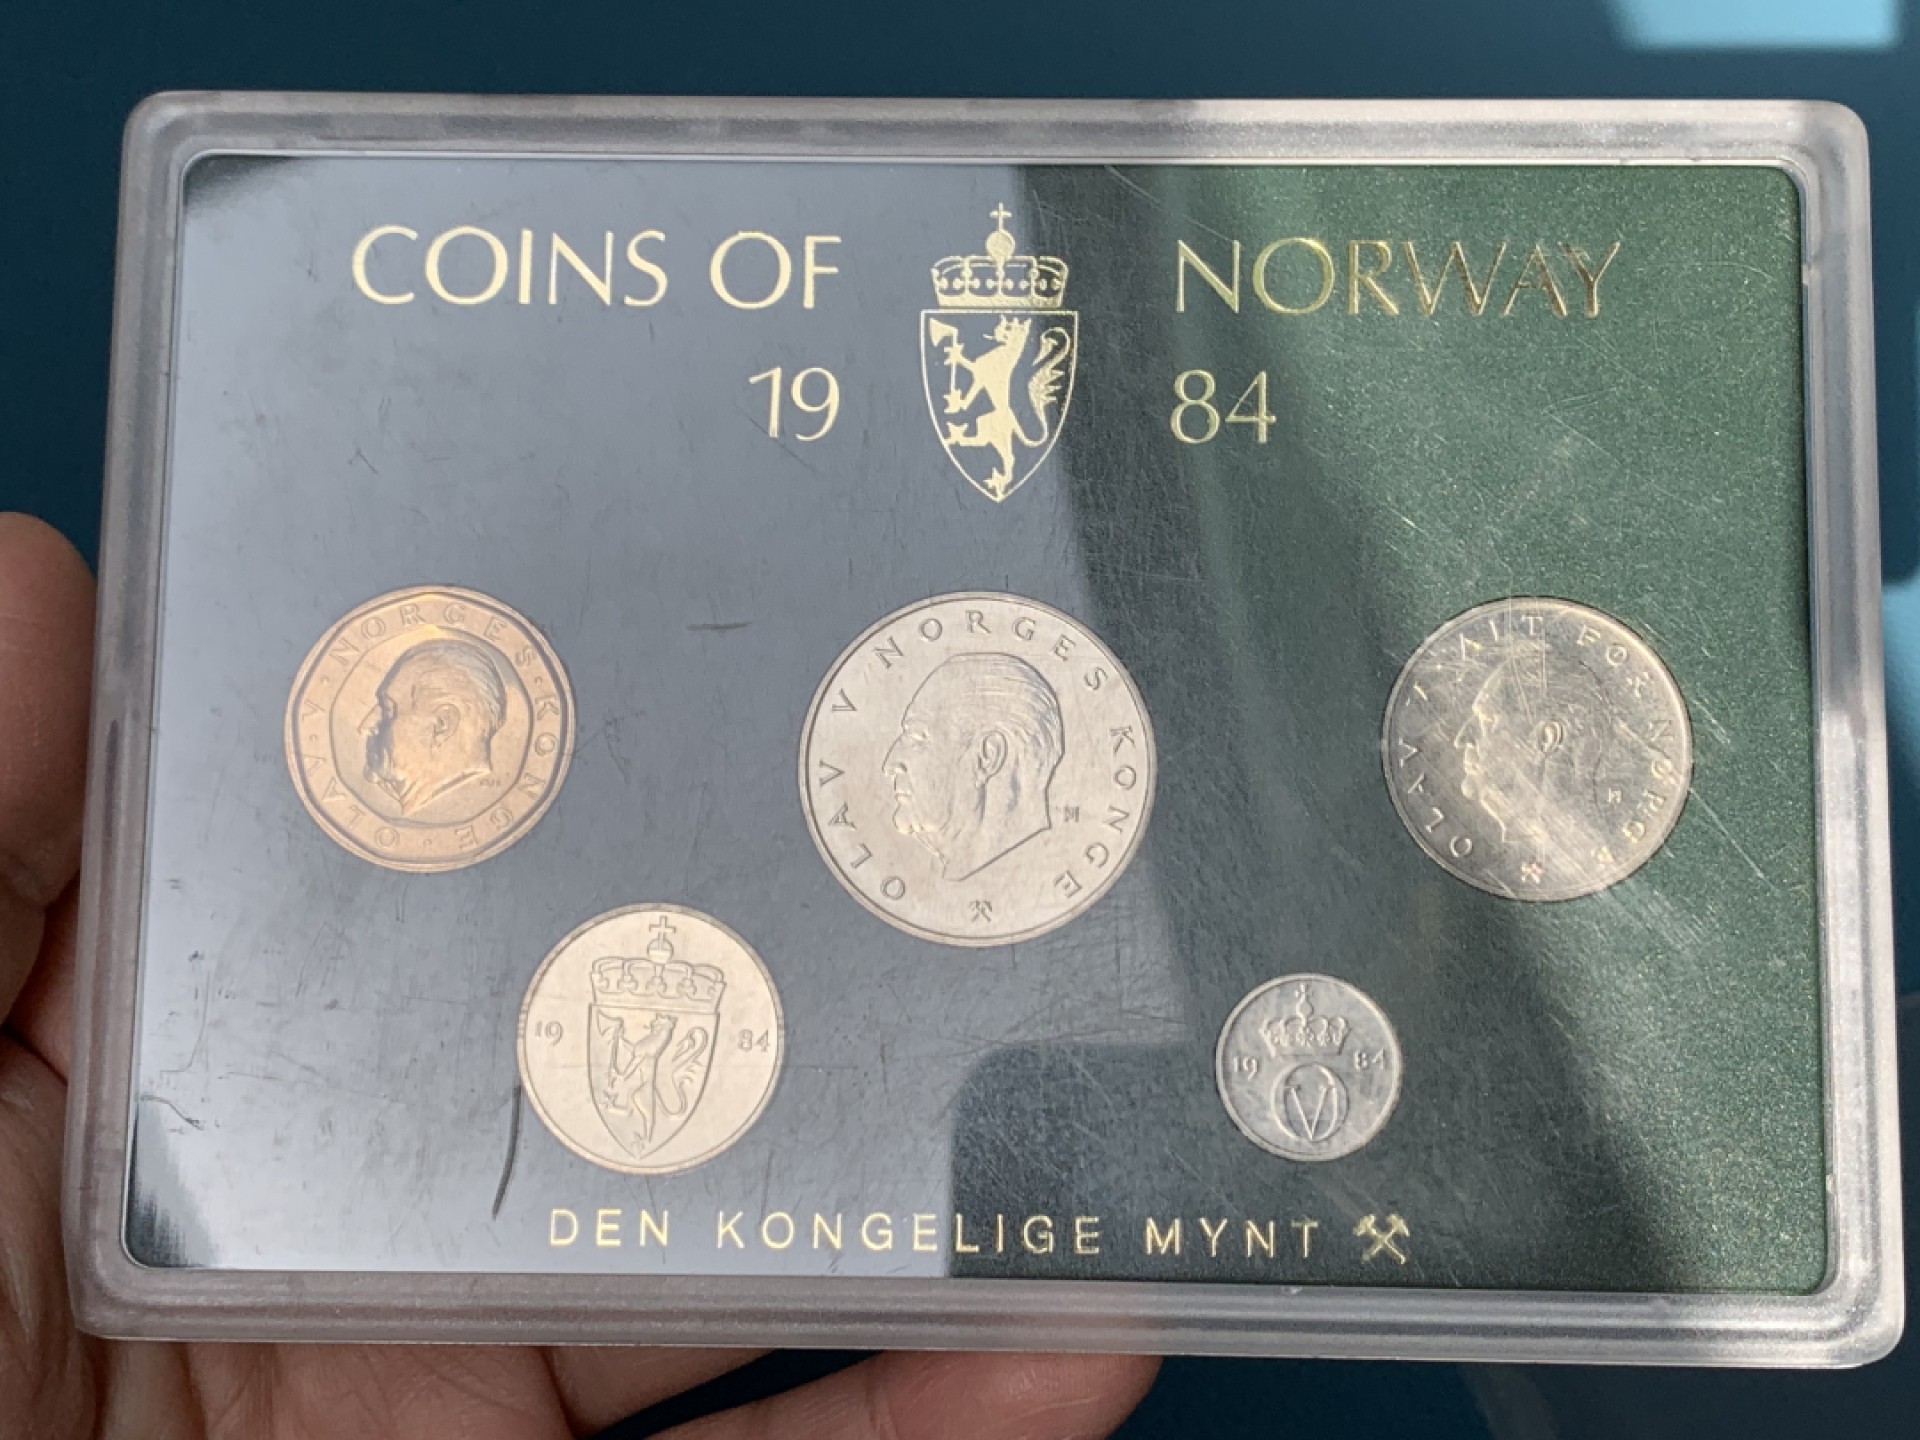 COINS OF NORWAY
19 84
OLAV · V · NORGES · KONGE ·
OLAV V NORGES KONGE
OLAV V ALT FOR NORGE
19 84
19 84
V
DEN KONGELIGE MYNT